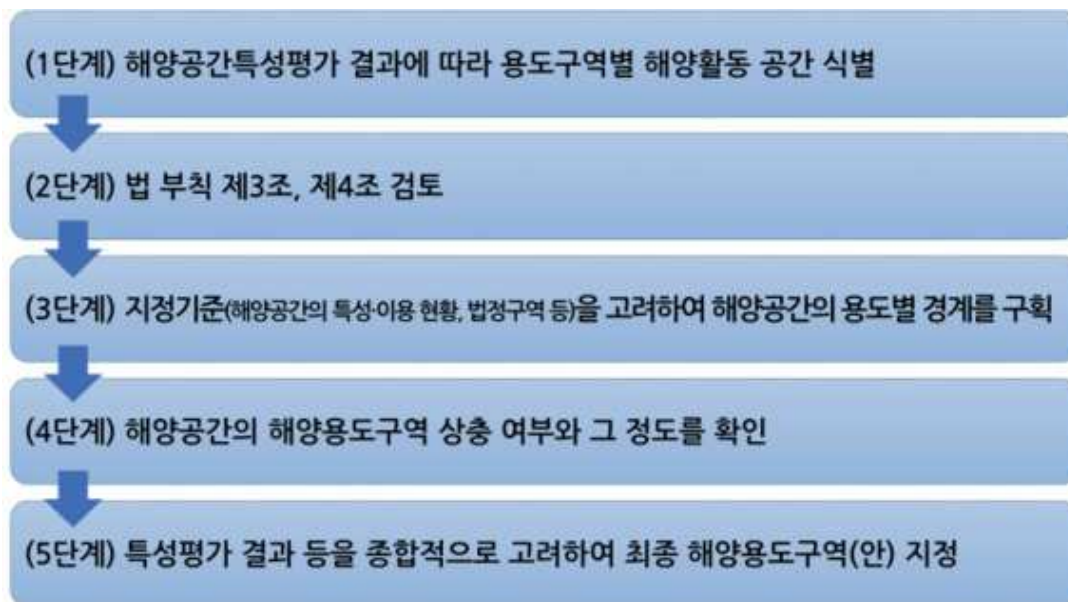 (1단계) 해양공간특성평가 결과에 따라 용도구역별 해양활동 공간 식별
(2단계) 법 부칙 제3조, 제4조 검토
(3단계) 지정기준(해양공간의 특성·이용 현황, 법정구역 등)을 고려하여 해양공간의 용도별 경계를 구획
(4단계) 해양공간의 해양용도구역 상충 여부와 그 정도를 확인
(5단계) 특성평가 결과 등을 종합적으로 고려하여 최종 해양용도구역(안) 지정